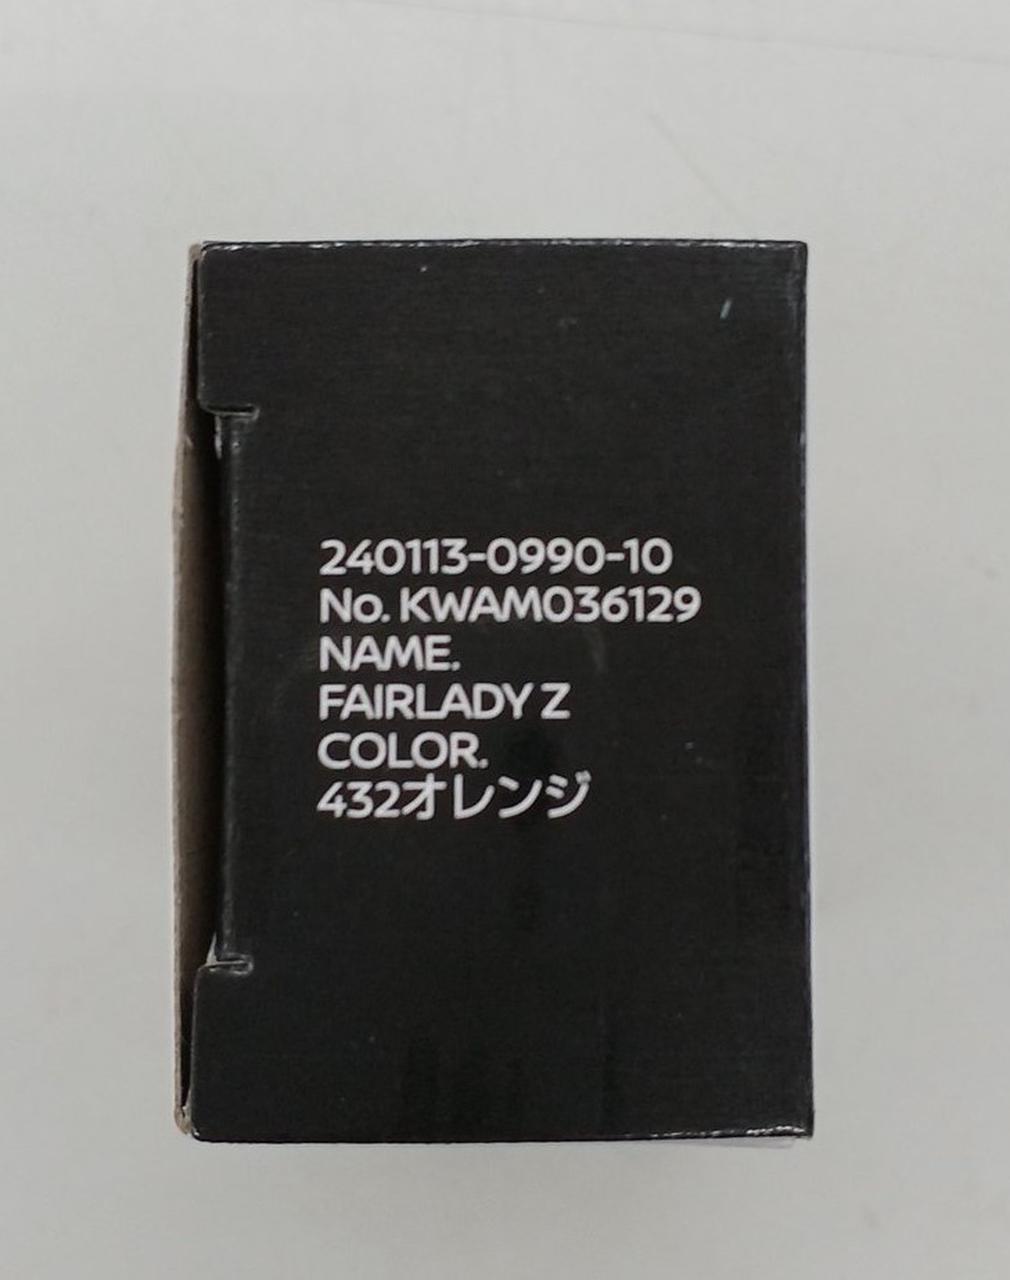 240113-0990-10
No. KWAM036129
NAME.
FAIRLADY Z
COLOR.
432オレンジ